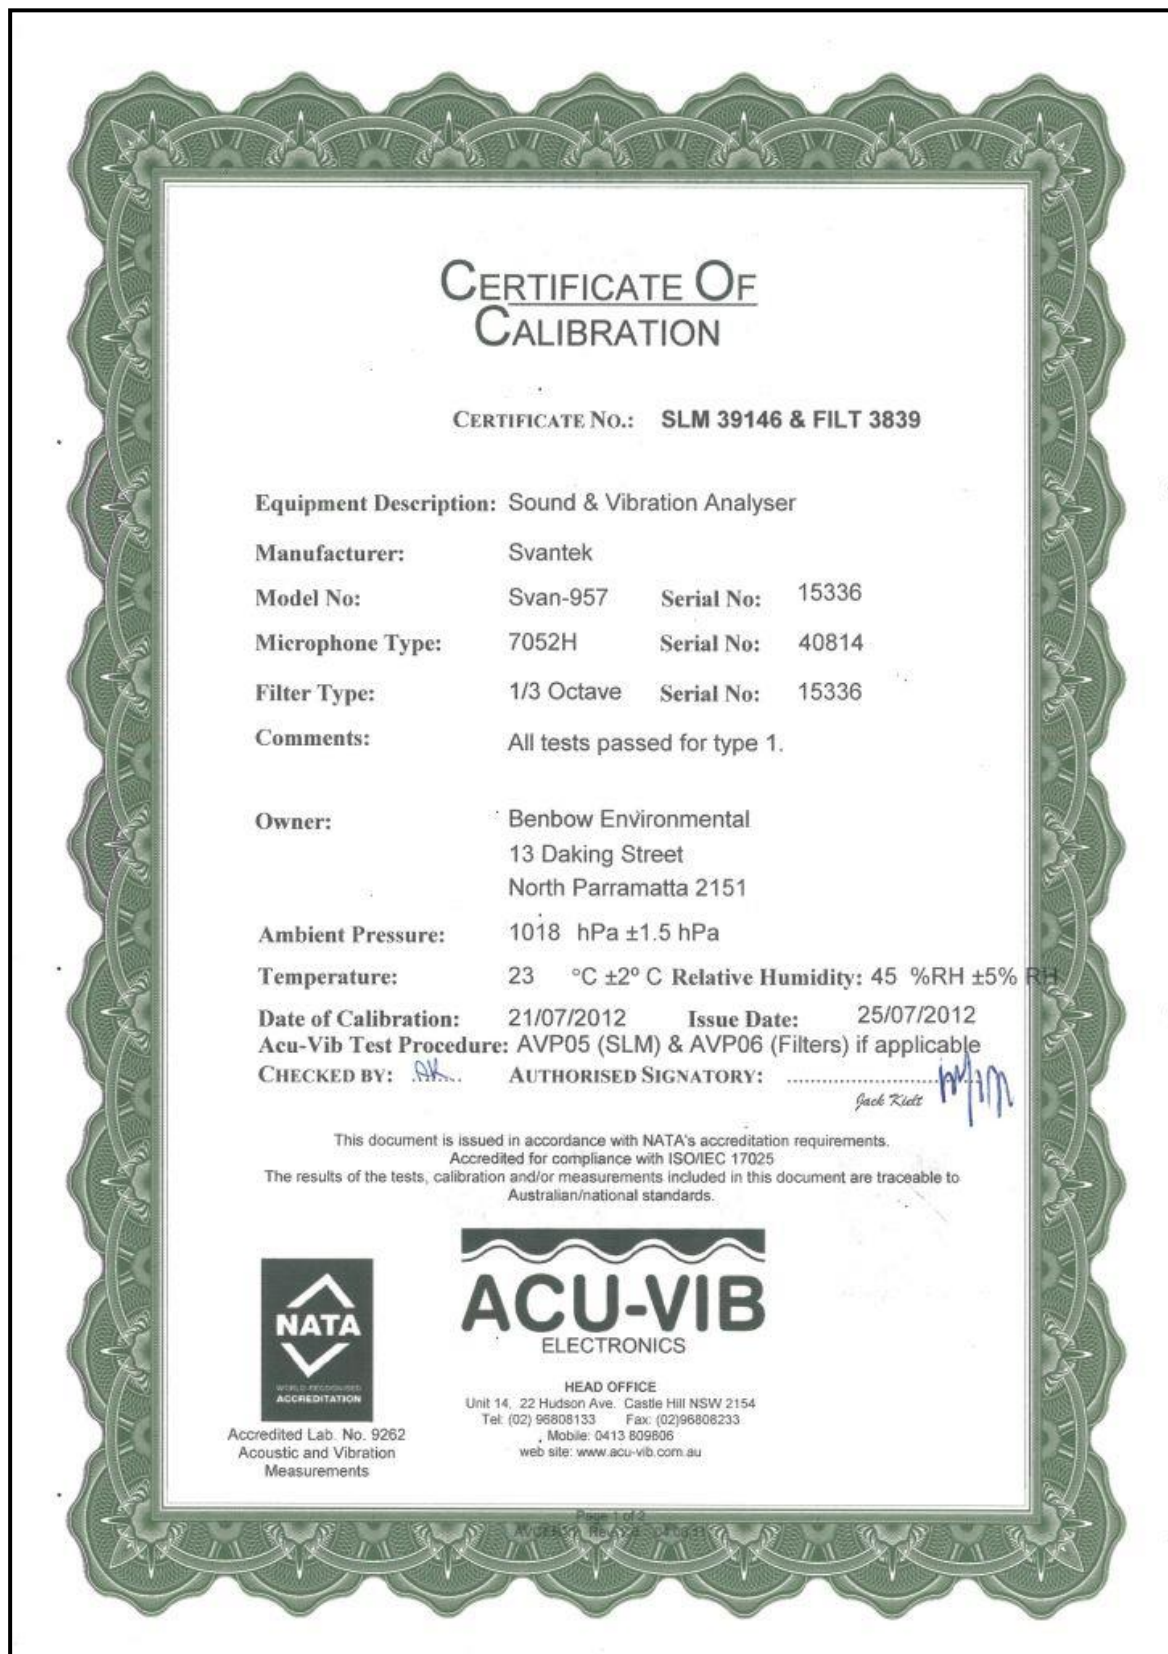 CERTIFICATE OF
CALIBRATION
CERTIFICATE NO.: SLM 39146 & FILT 3839
Equipment Description: Sound & Vibration Analyser
Manufacturer: Svantek
Model No: Svan-957 Serial No: 15336
Microphone Type: 7052H Serial No: 40814
Filter Type: 1/3 Octave Serial No: 15336
Comments: All tests passed for type 1.
Owner: Benbow Environmental
13 Daking Street
North Parramatta 2151
Ambient Pressure: 1018 hPa ±1.5 hPa
Temperature: 23 °C ±2° C Relative Humidity: 45 %RH ±5% RH
Date of Calibration: 21/07/2012 Issue Date: 25/07/2012
Acu-Vib Test Procedure: AVP05 (SLM) & AVP06 (Filters) if applicable
CHECKED BY: AK AUTHORISED SIGNATORY:
Jack Kielt
This document is issued in accordance with NATA's accreditation requirements.
Accredited for compliance with ISO/IEC 17025
The results of the tests, calibration and/or measurements included in this document are traceable to
Australian/national standards.
NATA
WORLD RECOGNISED
ACCREDITATION
Accredited Lab. No. 9262
Acoustic and Vibration
Measurements
ACU-VIB
ELECTRONICS
HEAD OFFICE
Unit 14, 22 Hudson Ave. Castle Hill NSW 2154
Tel: (02) 96808133 Fax: (02)96808233
Mobile: 0413 809806
web site: www.acu-vib.com.au
Page 1 of 2